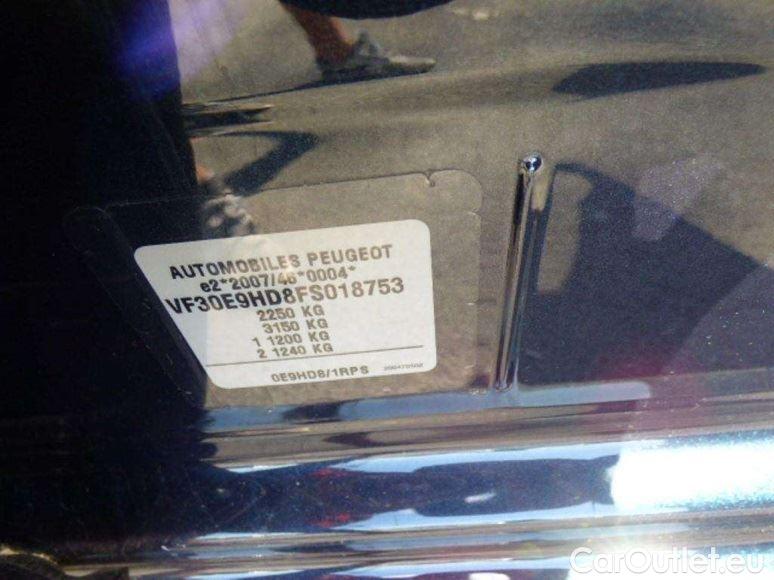 AUTOMOBILES PEUGEOT
e2*2007/46*0004*
VF30E9HD8FS018753
2250 KG
3150 KG
1 1200 KG
2 1240 KG
0E9HD8/1RPS
CarOutlet.eu